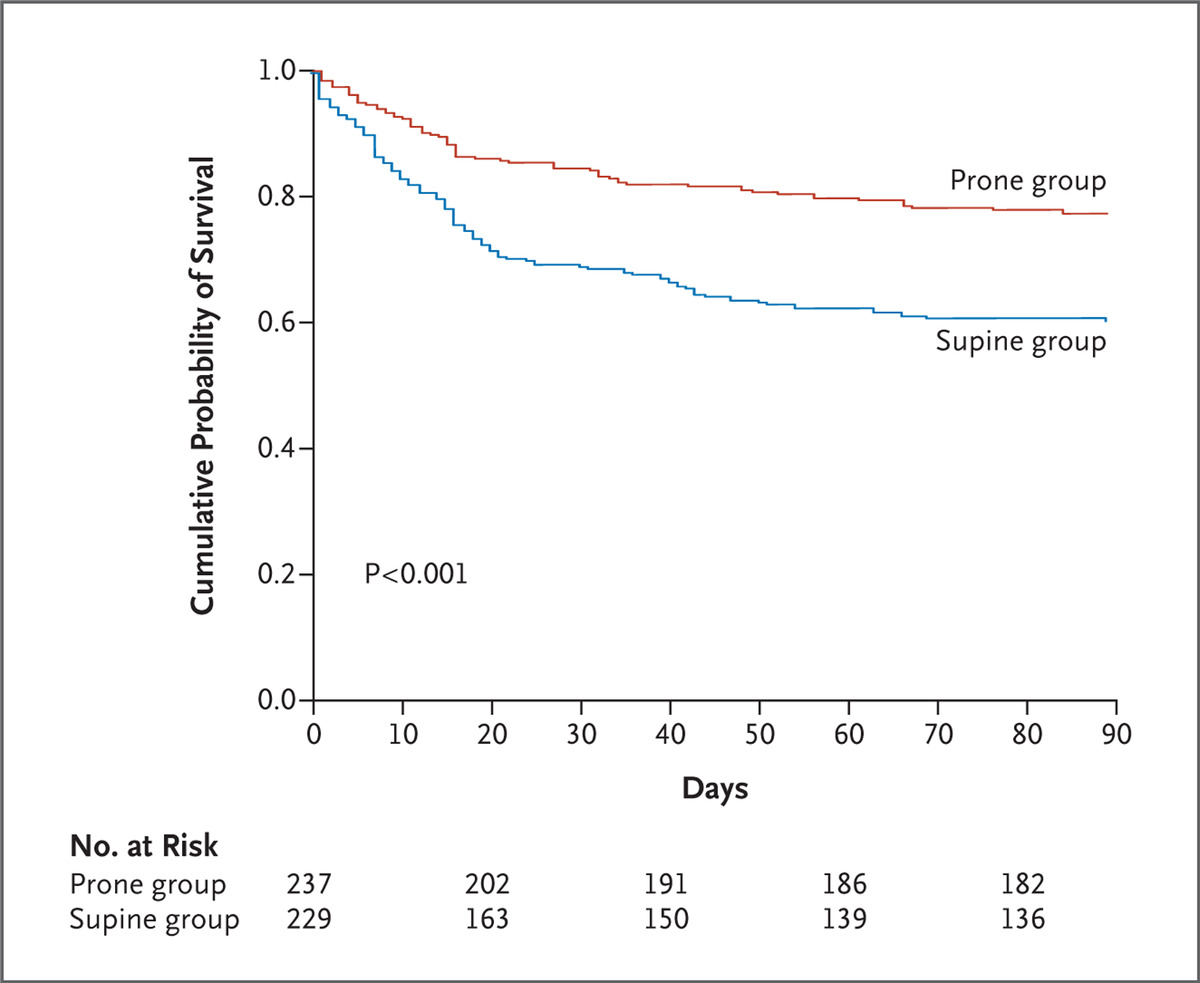 1.0
0.8
0.6
0.4
0.2
0.0
Cumulative Probability of Survival
Prone group
Supine group
P<0.001
0 10 20 30 40 50 60 70 80 90
Days
No. at Risk
Prone group 237 202 191 186 182
Supine group 229 163 150 139 136